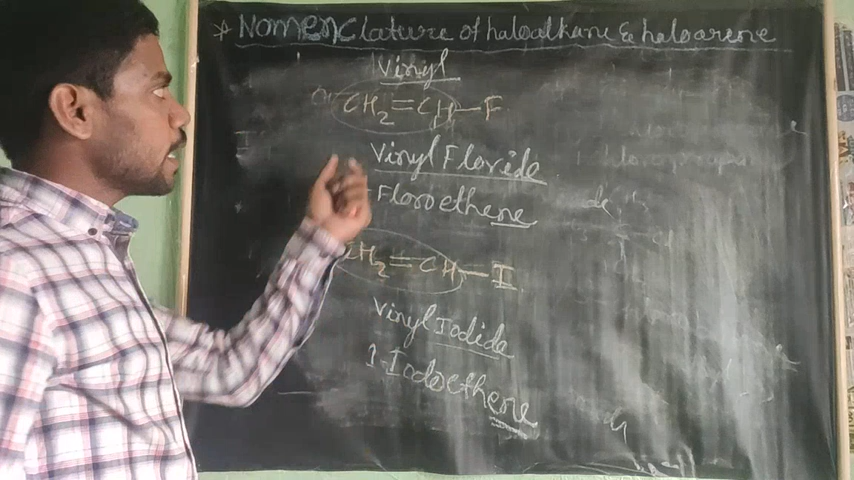 * Nomenclature of haloalkane & haloarene
Vinyl
CH2=CH-F
Vinyl Floride
Floroethene
CH2=CH-I
Vinyl Iodide
1-Iodoethene